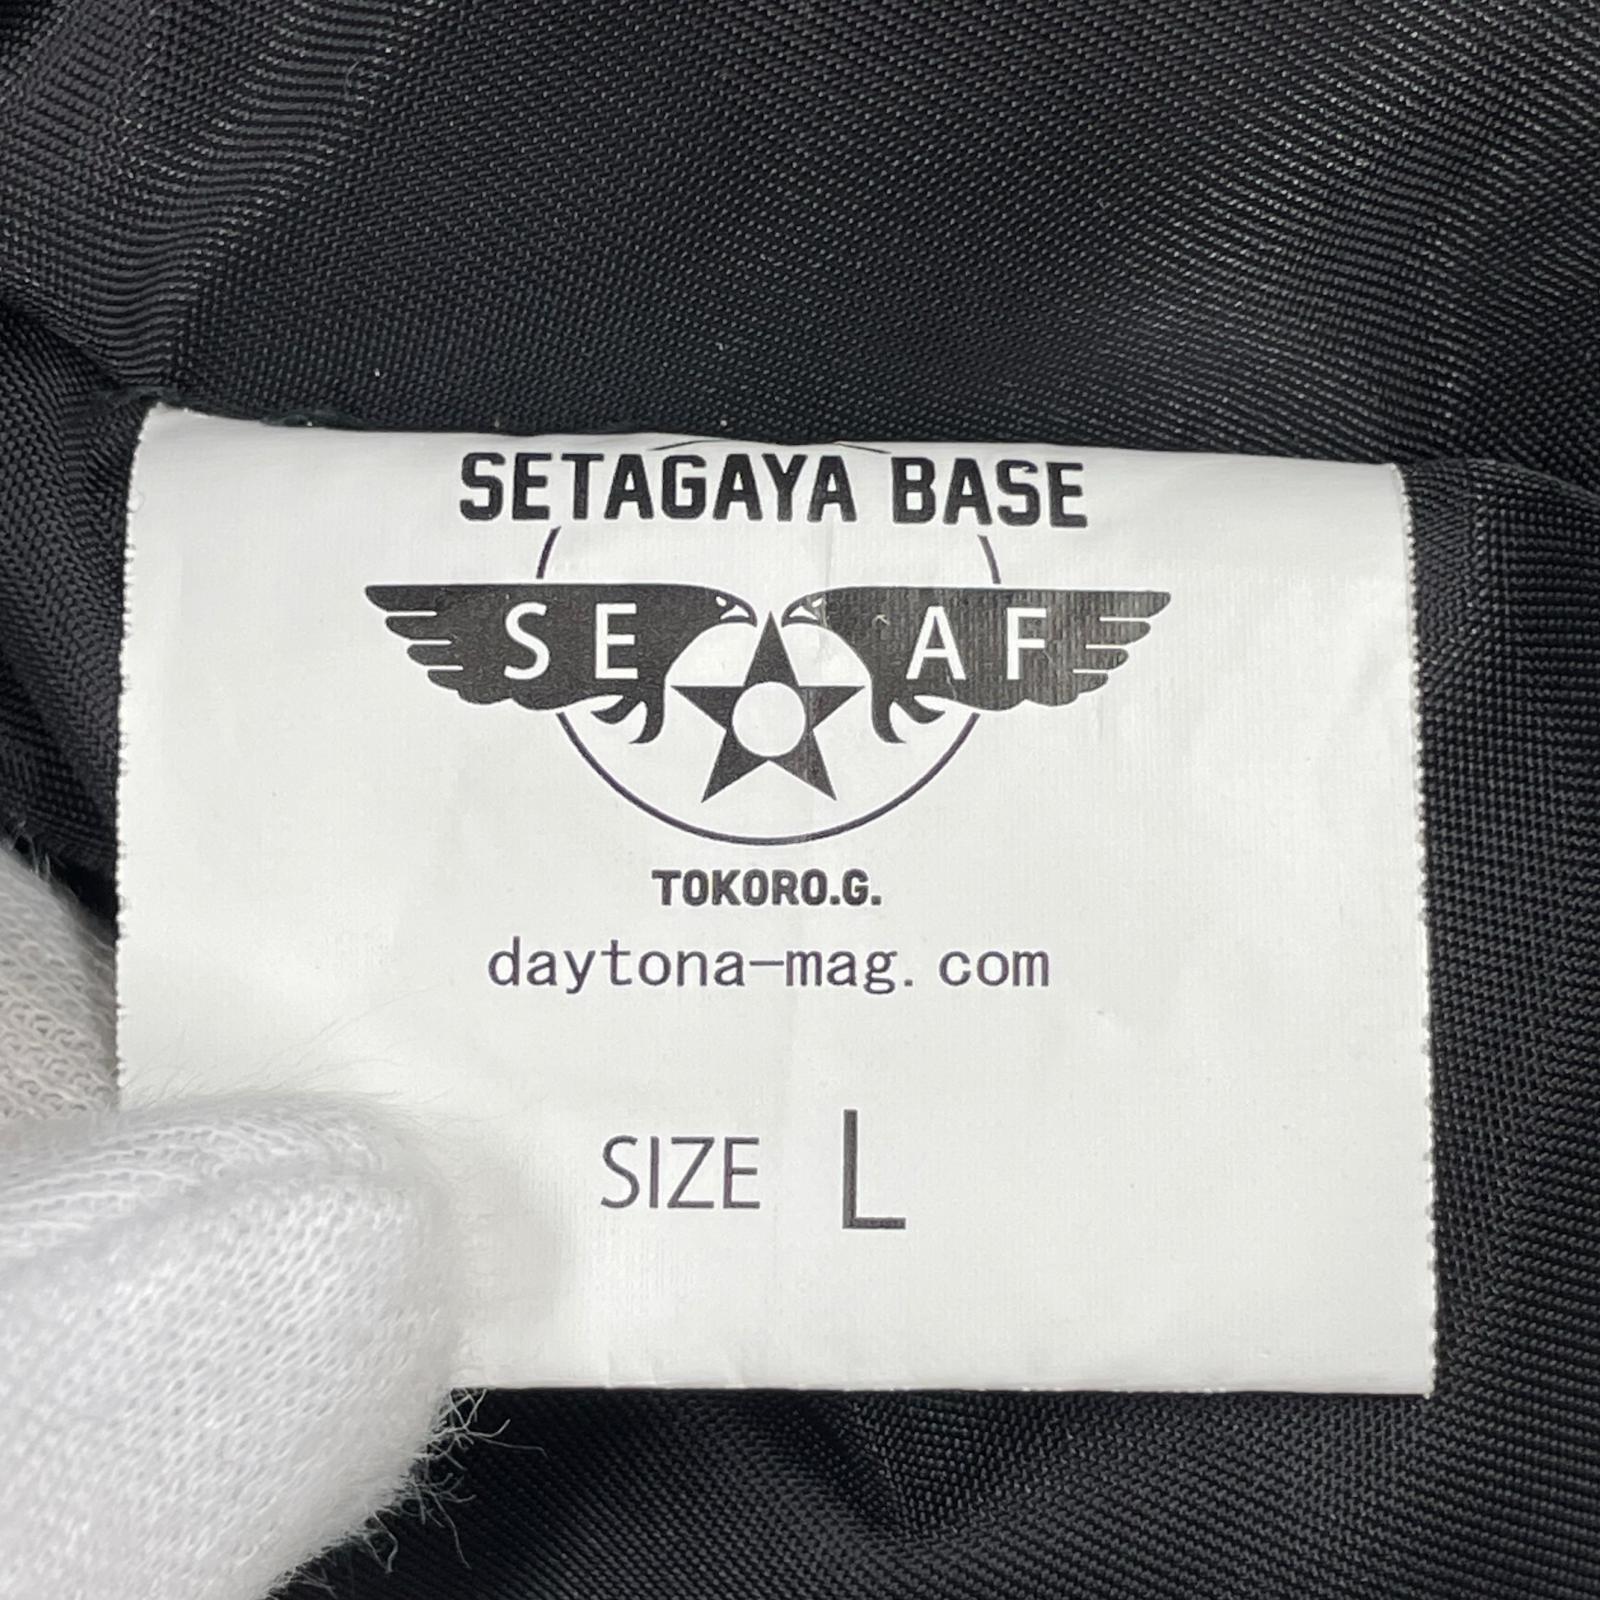 SETAGAYA BASE
SE AF
TOKORO.G.
daytona-mag.com
SIZE L